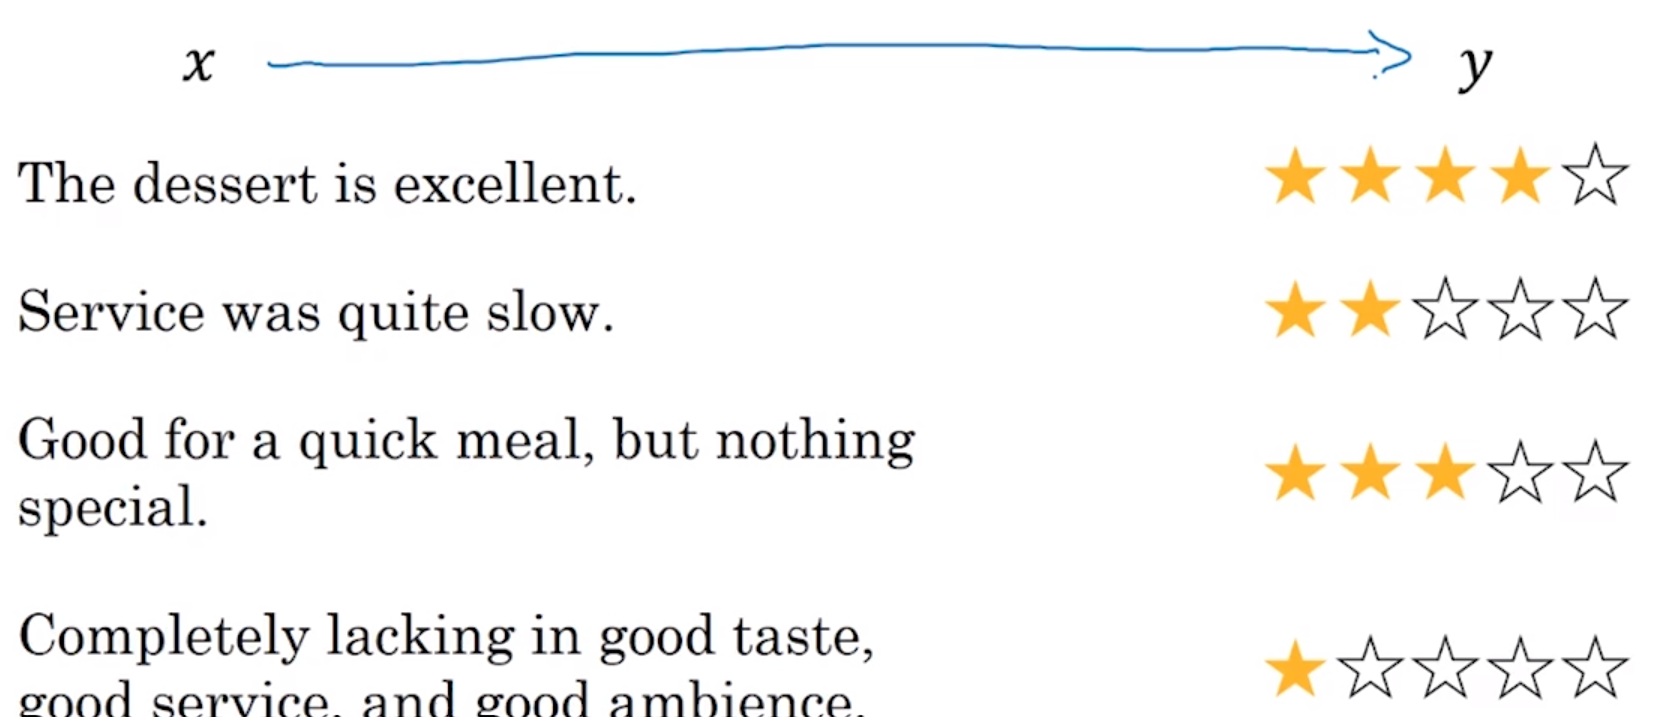 x y
The dessert is excellent.
Service was quite slow.
Good for a quick meal, but nothing
special.
Completely lacking in good taste,
good service, and good ambience.